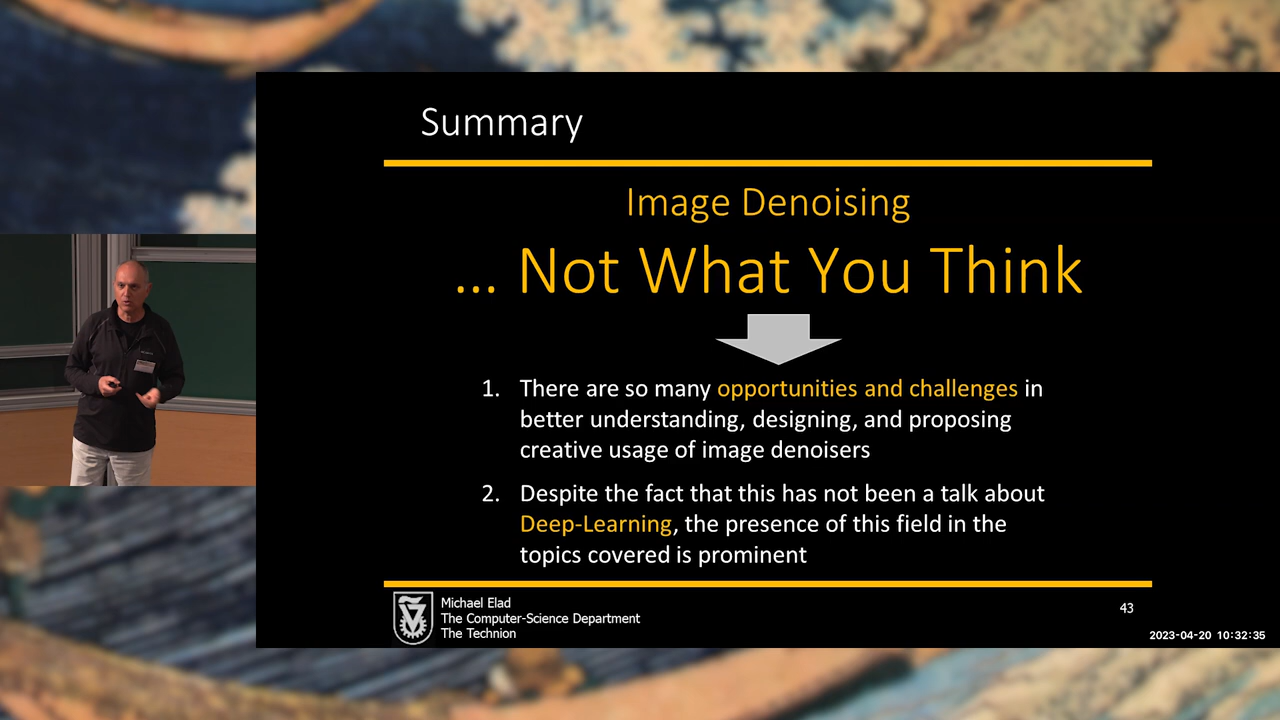 Summary
Image Denoising
... Not What You Think
1. There are so many opportunities and challenges in
better understanding, designing, and proposing
creative usage of image denoisers
2. Despite the fact that this has not been a talk about
Deep-Learning, the presence of this field in the
topics covered is prominent
Michael Elad
The Computer-Science Department
The Technion
43
2023-04-20 10:32:35